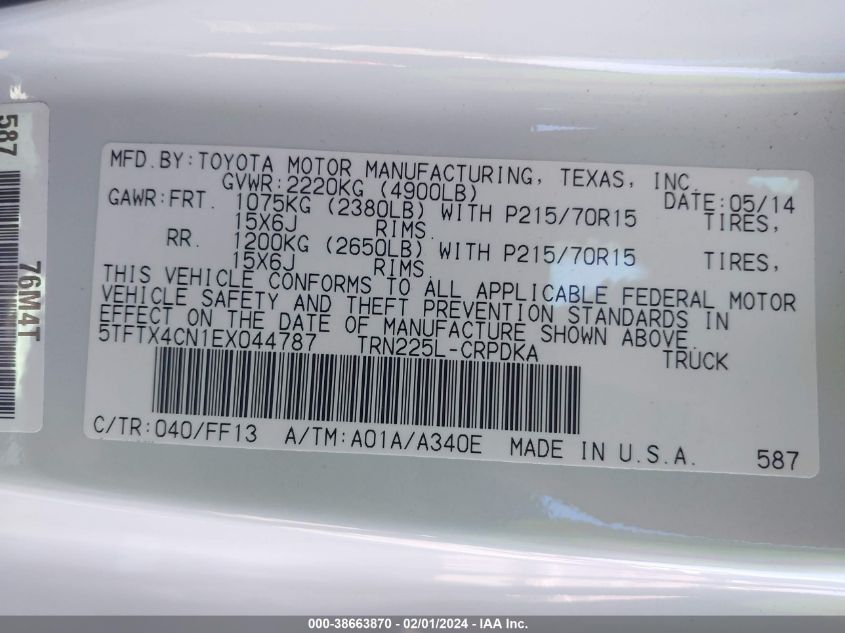 587
76M4T
MFD.BY:TOYOTA MOTOR MANUFACTURING, TEXAS, INC.
GVWR:2220KG (4900LB) DATE:05/14
GAWR:FRT. 1075KG (2380LB) WITH P215/70R15 TIRES,
15X6J RIMS.
RR. 1200KG (2650LB) WITH P215/70R15 TIRES,
15X6J RIMS.
THIS VEHICLE CONFORMS TO ALL APPLICABLE FEDERAL MOTOR
VEHICLE SAFETY AND THEFT PREVENTION STANDARDS IN
EFFECT ON THE DATE OF MANUFACTURE SHOWN ABOVE.
5TFTX4CN1EX044787 TRN225L-CRPDKA TRUCK
C/TR:040/FF13 A/TM:A01A/A340E MADE IN U.S.A. 587
000-38663870 - 02/01/2024 - IAA Inc.